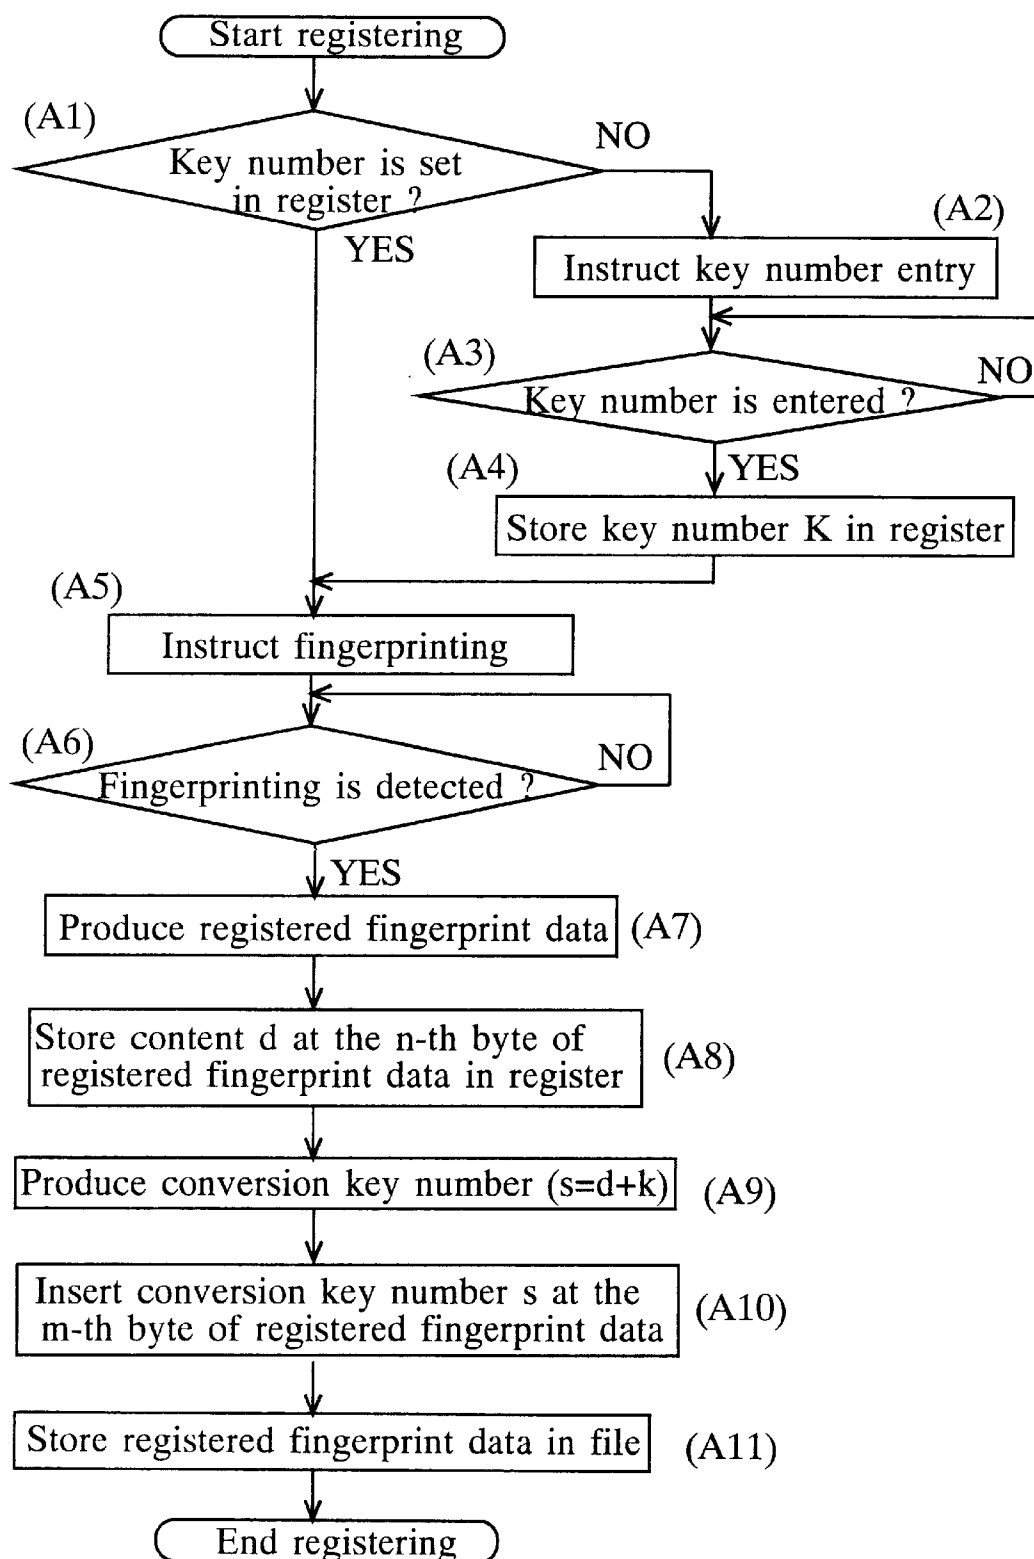 Start registering
(A1)
Key number is set
in register ?
NO
YES
(A2)
Instruct key number entry
(A3)
Key number is entered ?
NO
YES
(A4)
Store key number K in register
(A5)
Instruct fingerprinting
(A6)
Fingerprinting is detected ?
NO
YES
Produce registered fingerprint data
(A7)
Store content d at the n-th byte of
registered fingerprint data in register
(A8)
Produce conversion key number (s=d+k)
(A9)
Insert conversion key number s at the
m-th byte of registered fingerprint data
(A10)
Store registered fingerprint data in file
(A11)
End registering